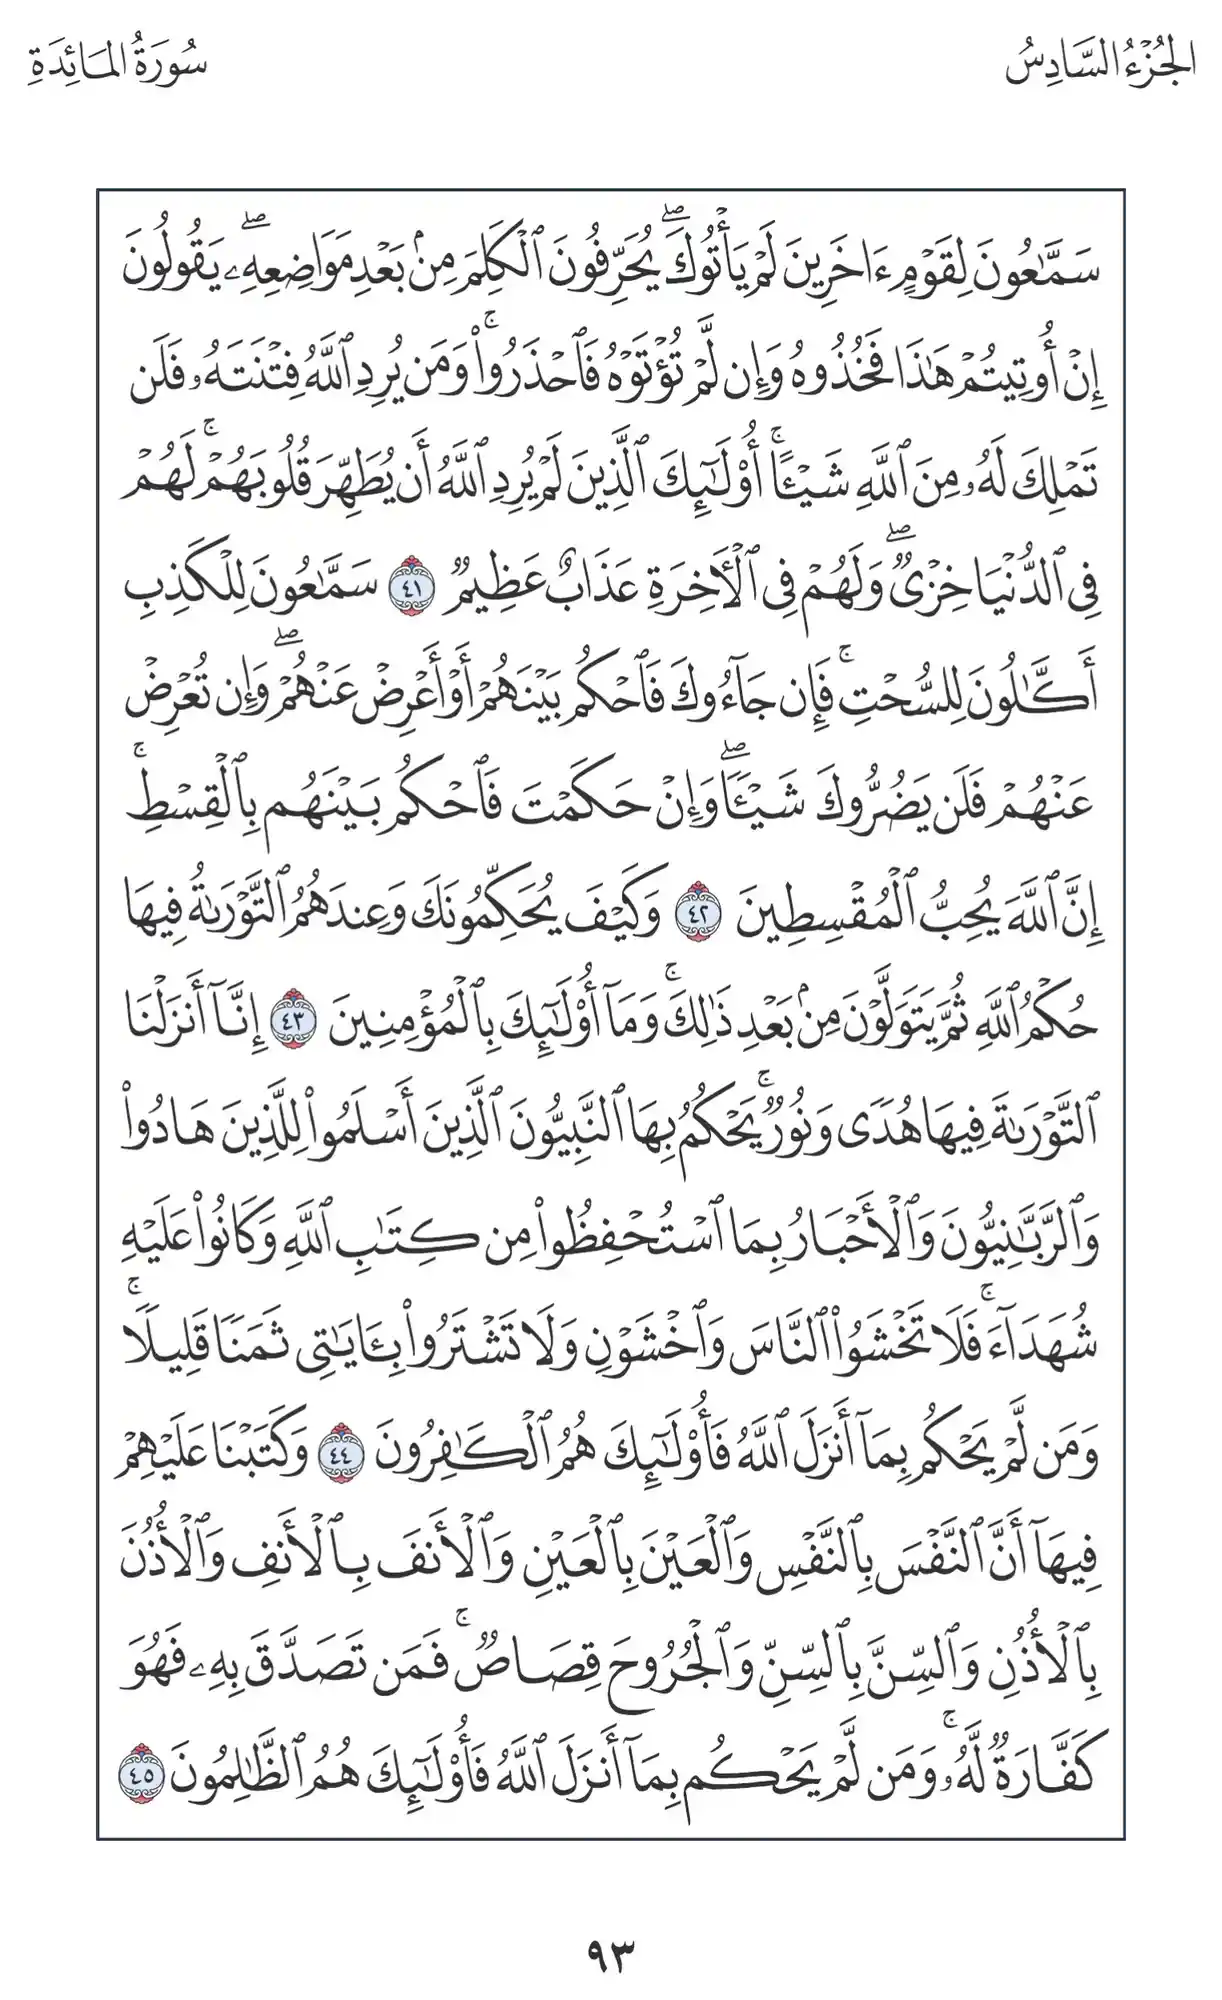 الجُزْءُ السَّادِسُ
سُورَةُ المَائِدَةِ
سَمَّٰعُونَ لِقَوْمٍ ءَاخَرِينَ لَمْ يَأْتُوكَۖ يُحَرِّفُونَ ٱلْكَلِمَ مِنۢ بَعْدِ مَوَاضِعِهِۦۖ يَقُولُونَ
إِنْ أُوتِيتُمْ هَٰذَا فَخُذُوهُ وَإِن لَّمْ تُؤْتَوْهُ فَٱحْذَرُوا۟ۚ وَمَن يُرِدِ ٱللَّهُ فِتْنَتَهُۥ فَلَن
تَمْلِكَ لَهُۥ مِنَ ٱللَّهِ شَيْـًٔاۚ أُو۟لَٰٓئِكَ ٱلَّذِينَ لَمْ يُرِدِ ٱللَّهُ أَن يُطَهِّرَ قُلُوبَهُمْۚ لَهُمْ
فِى ٱلدُّنْيَا خِزْىٌۖ وَلَهُمْ فِى ٱلْـَٔاخِرَةِ عَذَابٌ عَظِيمٌ ٤١ سَمَّٰعُونَ لِلْكَذِبِ
أَكَّٰلُونَ لِلسُّحْتِۚ فَإِن جَآءُوكَ فَٱحْكُم بَيْنَهُمْ أَوْ أَعْرِضْ عَنْهُمْۖ وَإِن تُعْرِضْ
عَنْهُمْ فَلَن يَضُرُّوكَ شَيْـًٔاۖ وَإِنْ حَكَمْتَ فَٱحْكُم بَيْنَهُم بِٱلْقِسْطِۚ
إِنَّ ٱللَّهَ يُحِبُّ ٱلْمُقْسِطِينَ ٤٢ وَكَيْفَ يُحَكِّمُونَكَ وَعِندَهُمُ ٱلتَّوْرَىٰةُ فِيهَا
حُكْمُ ٱللَّهِ ثُمَّ يَتَوَلَّوْنَ مِنۢ بَعْدِ ذَٰلِكَۚ وَمَآ أُو۟لَٰٓئِكَ بِٱلْمُؤْمِنِينَ ٤٣ إِنَّآ أَنزَلْنَا
ٱلتَّوْرَىٰةَ فِيهَا هُدًى وَنُورٌۚ يَحْكُمُ بِهَا ٱلنَّبِيُّونَ ٱلَّذِينَ أَسْلَمُوا۟ لِلَّذِينَ هَادُوا۟
وَٱلرَّبَّٰنِيُّونَ وَٱلْأَحْبَارُ بِمَا ٱسْتُحْفِظُوا۟ مِن كِتَٰبِ ٱللَّهِ وَكَانُوا۟ عَلَيْهِ
شُهَدَآءَۚ فَلَا تَخْشَوُا۟ ٱلنَّاسَ وَٱخْشَوْنِ وَلَا تَشْتَرُوا۟ بِـَٔايَٰتِى ثَمَنًا قَلِيلًاۚ
وَمَن لَّمْ يَحْكُم بِمَآ أَنزَلَ ٱللَّهُ فَأُو۟لَٰٓئِكَ هُمُ ٱلْكَٰفِرُونَ ٤٤ وَكَتَبْنَا عَلَيْهِمْ
فِيهَآ أَنَّ ٱلنَّفْسَ بِٱلنَّفْسِ وَٱلْعَيْنَ بِٱلْعَيْنِ وَٱلْأَنفَ بِٱلْأَنفِ وَٱلْأُذُنَ
بِٱلْأُذُنِ وَٱلسِّنَّ بِٱلسِّنِّ وَٱلْجُرُوحَ قِصَاصٌۚ فَمَن تَصَدَّقَ بِهِۦ فَهُوَ
كَفَّارَةٌ لَّهُۥۚ وَمَن لَّمْ يَحْكُم بِمَآ أَنزَلَ ٱللَّهُ فَأُو۟لَٰٓئِكَ هُمُ ٱلظَّٰلِمُونَ ٤٥
٩٣